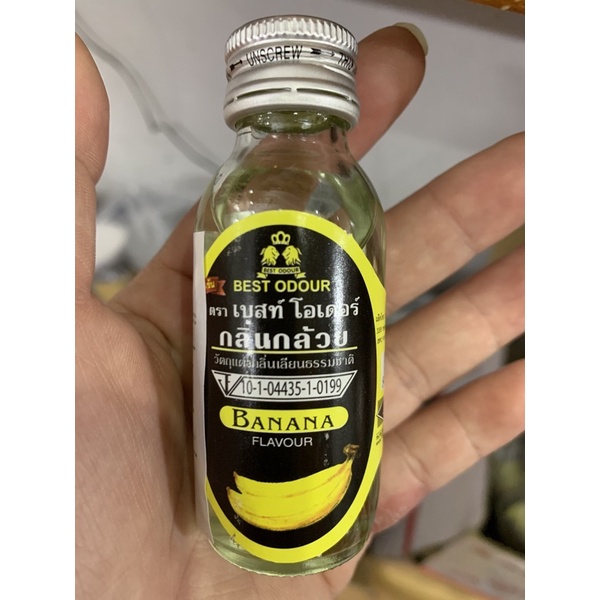 UNSCREW
BEST ODOUR
BEST ODOUR
ตรา เบสท์ โอเดอร์
กลิ่นกล้วย
วัตถุแต่งกลิ่นเลียนธรรมชาติ
10-1-04435-1-0199
BANANA
FLAVOUR